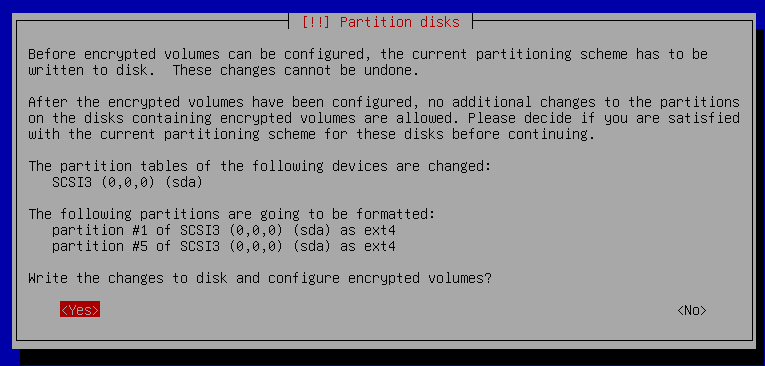 [!!] Partition disks
Before encrypted volumes can be configured, the current partitioning scheme has to be
written to disk.  These changes cannot be undone.
After the encrypted volumes have been configured, no additional changes to the partitions
on the disks containing encrypted volumes are allowed. Please decide if you are satisfied
with the current partitioning scheme for these disks before continuing.
The partition tables of the following devices are changed:
SCSI3 (0,0,0) (sda)
The following partitions are going to be formatted:
partition #1 of SCSI3 (0,0,0) (sda) as ext4
partition #5 of SCSI3 (0,0,0) (sda) as ext4
Write the changes to disk and configure encrypted volumes?
<Yes> <No>